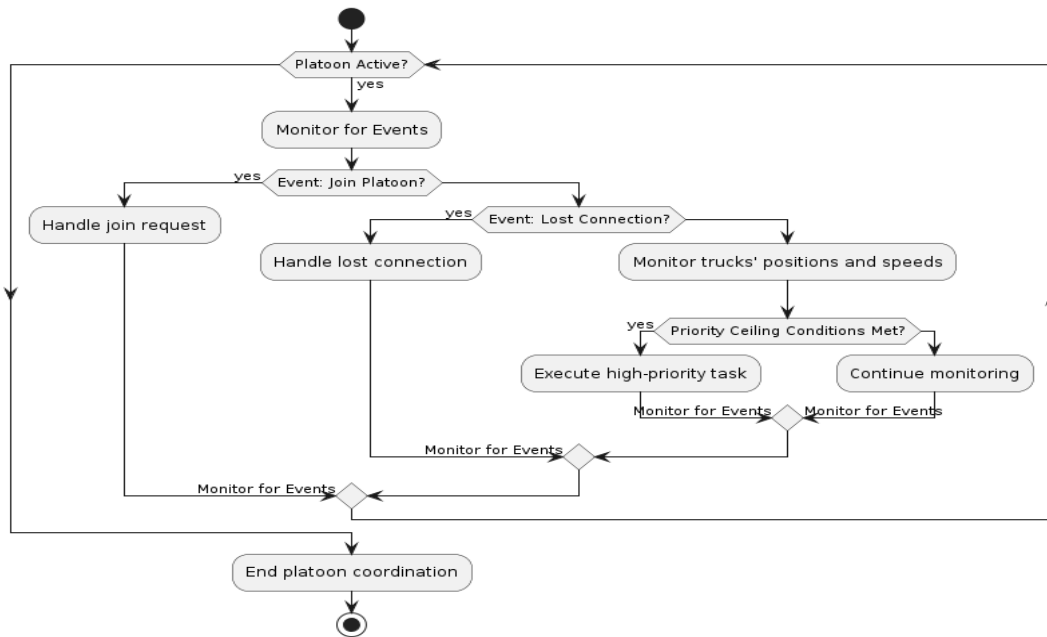 Platoon Active?
yes
Monitor for Events
yes
Event: Join Platoon?
Handle join request
yes
Event: Lost Connection?
Handle lost connection
Monitor trucks' positions and speeds
yes
Priority Ceiling Conditions Met?
Execute high-priority task
Continue monitoring
Monitor for Events
Monitor for Events
Monitor for Events
Monitor for Events
End platoon coordination